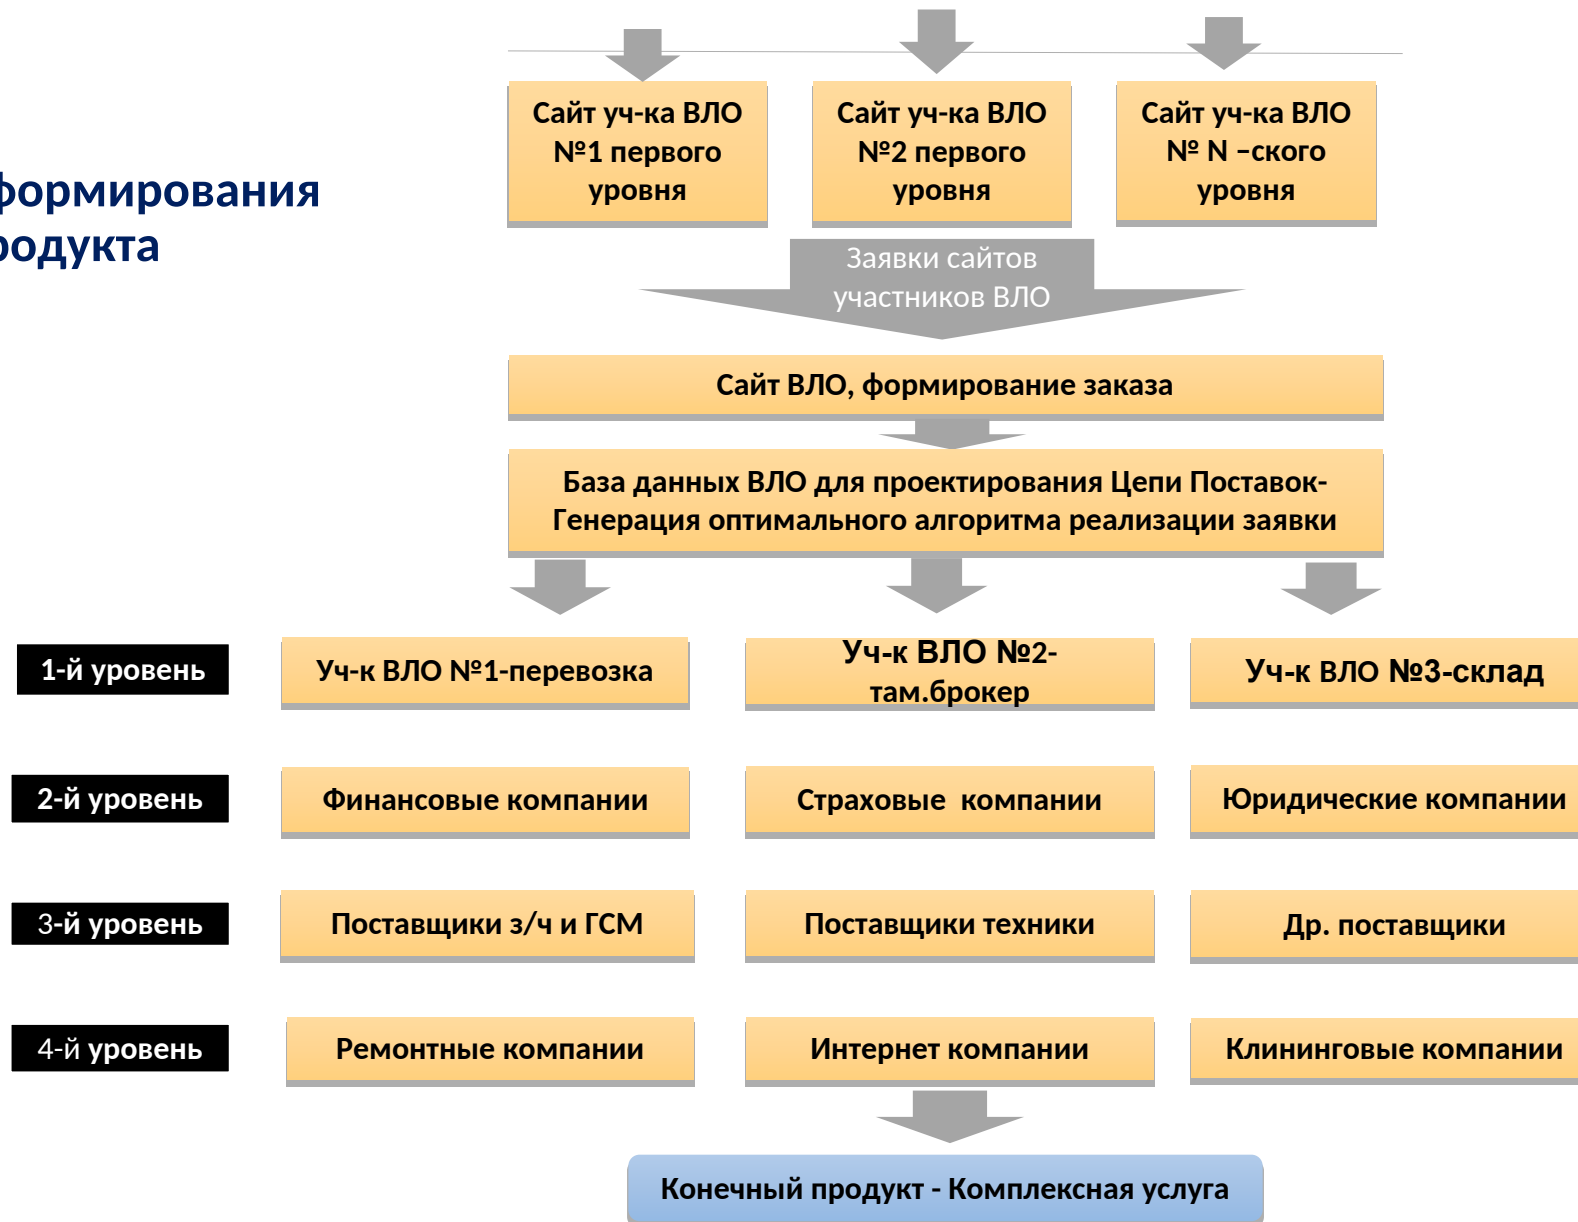 формирования
родукта
Сайт уч-ка ВЛО
№1 первого
уровня
Сайт уч-ка ВЛО
№2 первого
уровня
Сайт уч-ка ВЛО
№ N –ского
уровня
Заявки сайтов
участников ВЛО
Сайт ВЛО, формирование заказа
База данных ВЛО для проектирования Цепи Поставок-
Генерация оптимального алгоритма реализации заявки
1-й уровень
Уч-к ВЛО №1-перевозка
Уч-к ВЛО №2-
там.брокер
Уч-к ВЛО №3-склад
2-й уровень
Финансовые компании
Страховые  компании
Юридические компании
3-й уровень
Поставщики з/ч и ГСМ
Поставщики техники
Др. поставщики
4-й уровень
Ремонтные компании
Интернет компании
Клининговые компании
Конечный продукт - Комплексная услуга